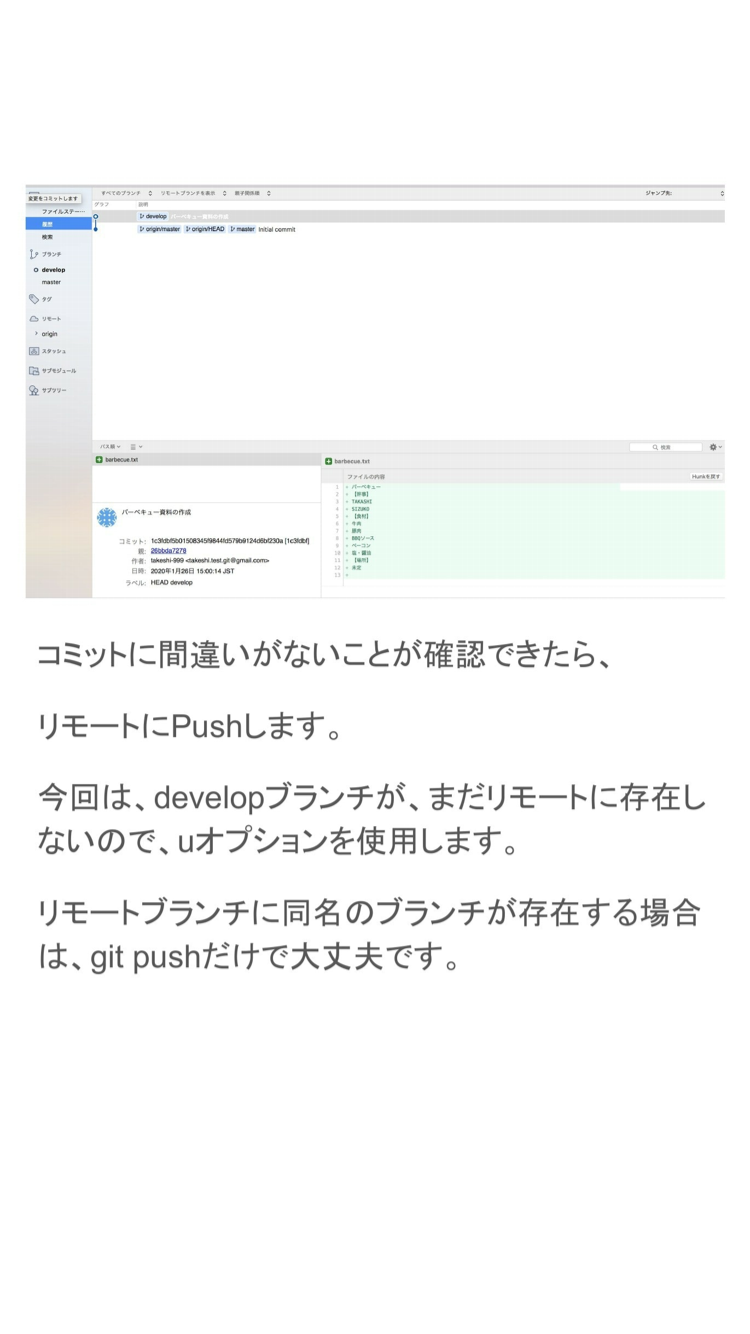 すべてのブランチ リモートブランチを表示 親子関係順 ジャンプ先:
変更をコミットします
グラフ 説明
ファイルステー…
履歴
検索
develop バーベキュー資料の作成
origin/master origin/HEAD master Initial commit
ブランチ
develop
master
タグ
リモート
origin
スタッシュ
サブモジュール
サブツリー
パス順 検索
barbecue.txt
barbecue.txt
ファイルの内容 Hunkを戻す
バーベキュー資料の作成
コミット: 1c3fdbf5b01508345f9844fd579b9124d6bf230a [1c3fdbf]
親: 26bbda7278
作者: takeshi-999 <takeshi.test.git@gmail.com>
日時: 2020年1月26日 15:00:14 JST
ラベル: HEAD develop
1 + バーベキュー
2 +
3 + TAKASHI
4 + SIZUKO
5 + 【食材】
6 + 牛肉
7 + 豚肉
8 + BBQソース
9 + ベーコン
10 + 塩・醤油
11 +
12 + 未定
13 +
コミットに間違いがないことが確認できたら、
リモートにPushします。
今回は、developブランチが、まだリモートに存在し
ないので、uオプションを使用します。
リモートブランチに同名のブランチが存在する場合
は、git pushだけで大丈夫です。